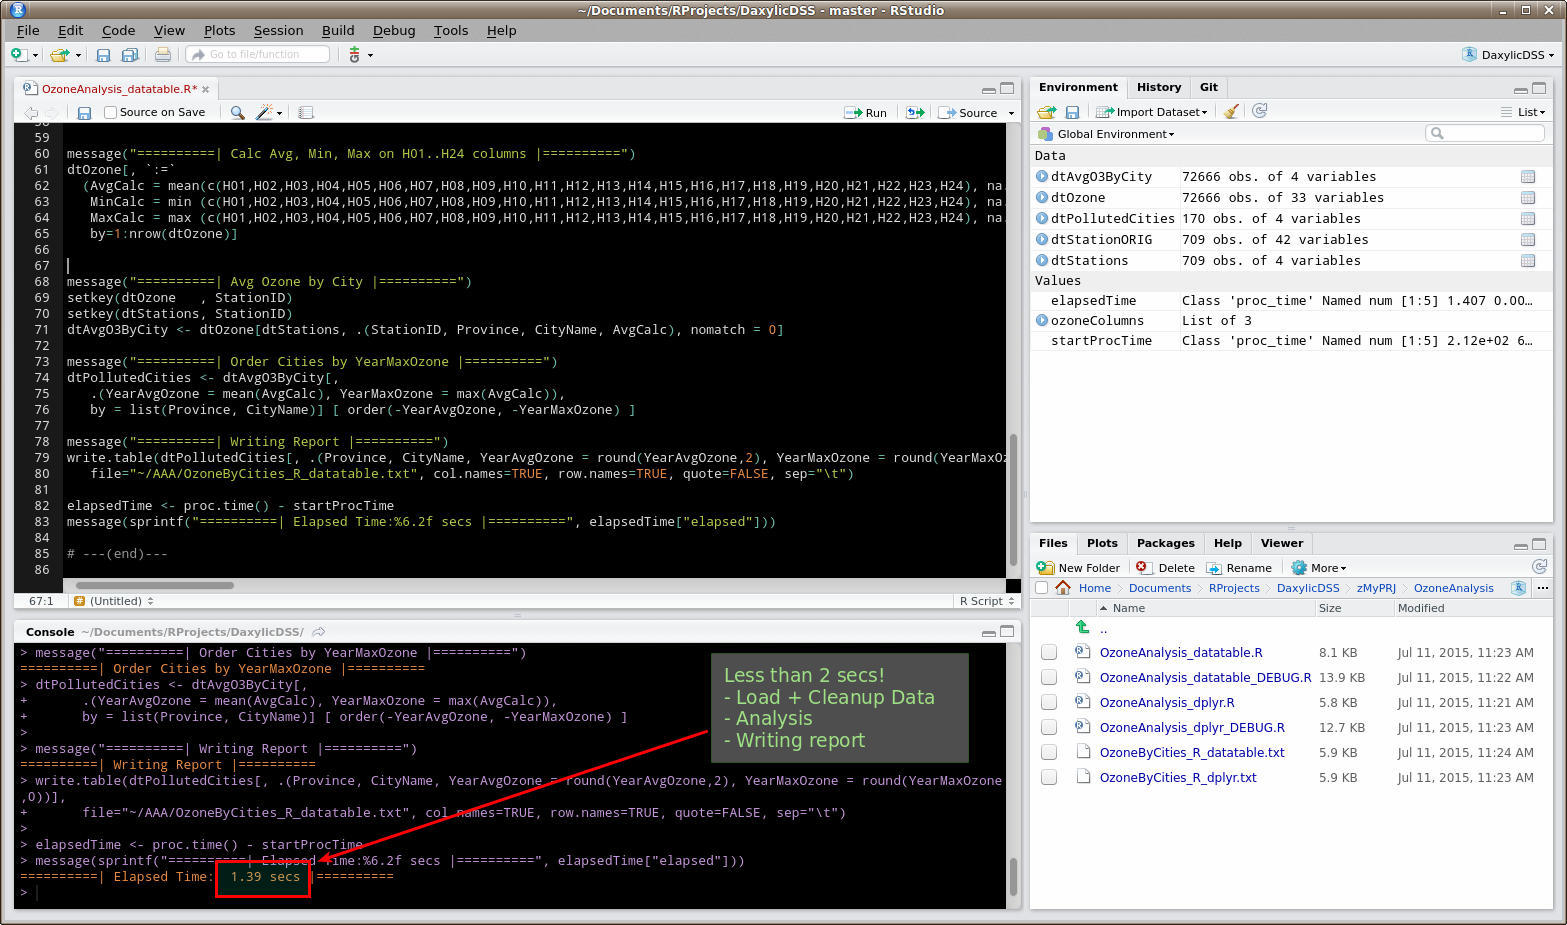 ~/Documents/RProjects/DaxylicDSS - master - RStudio
File Edit Code View Plots Session Build Debug Tools Help
Go to file/function
DaxylicDSS
OzoneAnalysis_datatable.R*
Source on Save
Run
Source
59
60 message("==========| Calc Avg, Min, Max on H01..H24 columns |==========")
61 dtOzone[, `:=`
62 (AvgCalc = mean(c(H01,H02,H03,H04,H05,H06,H07,H08,H09,H10,H11,H12,H13,H14,H15,H16,H17,H18,H19,H20,H21,H22,H23,H24), na.
63 MinCalc = min (c(H01,H02,H03,H04,H05,H06,H07,H08,H09,H10,H11,H12,H13,H14,H15,H16,H17,H18,H19,H20,H21,H22,H23,H24), na.
64 MaxCalc = max (c(H01,H02,H03,H04,H05,H06,H07,H08,H09,H10,H11,H12,H13,H14,H15,H16,H17,H18,H19,H20,H21,H22,H23,H24), na.
65 by=1:nrow(dtOzone)]
66
67
68 message("==========| Avg Ozone by City |==========")
69 setkey(dtOzone   , StationID)
70 setkey(dtStations, StationID)
71 dtAvgO3ByCity <- dtOzone[dtStations, .(StationID, Province, CityName, AvgCalc), nomatch = 0]
72
73 message("==========| Order Cities by YearMaxOzone |==========")
74 dtPollutedCities <- dtAvgO3ByCity[,
75 .(YearAvgOzone = mean(AvgCalc), YearMaxOzone = max(AvgCalc)),
76 by = list(Province, CityName)] [ order(-YearAvgOzone, -YearMaxOzone) ]
77
78 message("==========| Writing Report |==========")
79 write.table(dtPollutedCities[, .(Province, CityName, YearAvgOzone = round(YearAvgOzone,2), YearMaxOzone = round(YearMaxOz
80 file="~/AAA/OzoneByCities_R_datatable.txt", col.names=TRUE, row.names=TRUE, quote=FALSE, sep="\t")
81
82 elapsedTime <- proc.time() - startProcTime
83 message(sprintf("==========| Elapsed Time:%6.2f secs |==========", elapsedTime["elapsed"]))
84
85 # ---(end)---
86
67:1 # (Untitled) R Script
Console ~/Documents/RProjects/DaxylicDSS/
> message("==========| Order Cities by YearMaxOzone |==========")
==========| Order Cities by YearMaxOzone |==========
> dtPollutedCities <- dtAvgO3ByCity[,
+ .(YearAvgOzone = mean(AvgCalc), YearMaxOzone = max(AvgCalc)),
+ by = list(Province, CityName)] [ order(-YearAvgOzone, -YearMaxOzone) ]
>
> message("==========| Writing Report |==========")
==========| Writing Report |==========
> write.table(dtPollutedCities[, .(Province, CityName, YearAvgOzone = round(YearAvgOzone,2), YearMaxOzone = round(YearMaxOzone
,0))],
+ file="~/AAA/OzoneByCities_R_datatable.txt", col.names=TRUE, row.names=TRUE, quote=FALSE, sep="\t")
>
> elapsedTime <- proc.time() - startProcTime
> message(sprintf("==========| Elapsed Time:%6.2f secs |==========", elapsedTime["elapsed"]))
==========| Elapsed Time: 1.39 secs |==========
>
Less than 2 secs!
- Load + Cleanup Data
- Analysis
- Writing report
Environment History Git
Import Dataset List
Global Environment
Data
dtAvgO3ByCity 72666 obs. of 4 variables
dtOzone 72666 obs. of 33 variables
dtPollutedCities 170 obs. of 4 variables
dtStationORIG 709 obs. of 42 variables
dtStations 709 obs. of 4 variables
Values
elapsedTime Class 'proc_time' Named num [1:5] 1.407 0.00…
ozoneColumns List of 3
startProcTime Class 'proc_time' Named num [1:5] 2.12e+02 6…
Files Plots Packages Help Viewer
New Folder Delete Rename More
Home Documents RProjects DaxylicDSS zMyPRJ OzoneAnalysis ...
Name Size Modified
..
OzoneAnalysis_datatable.R 8.1 KB Jul 11, 2015, 11:23 AM
OzoneAnalysis_datatable_DEBUG.R 13.9 KB Jul 11, 2015, 11:22 AM
OzoneAnalysis_dplyr.R 5.8 KB Jul 11, 2015, 11:21 AM
OzoneAnalysis_dplyr_DEBUG.R 12.7 KB Jul 11, 2015, 11:23 AM
OzoneByCities_R_datatable.txt 5.9 KB Jul 11, 2015, 11:24 AM
OzoneByCities_R_dplyr.txt 5.9 KB Jul 11, 2015, 11:23 AM